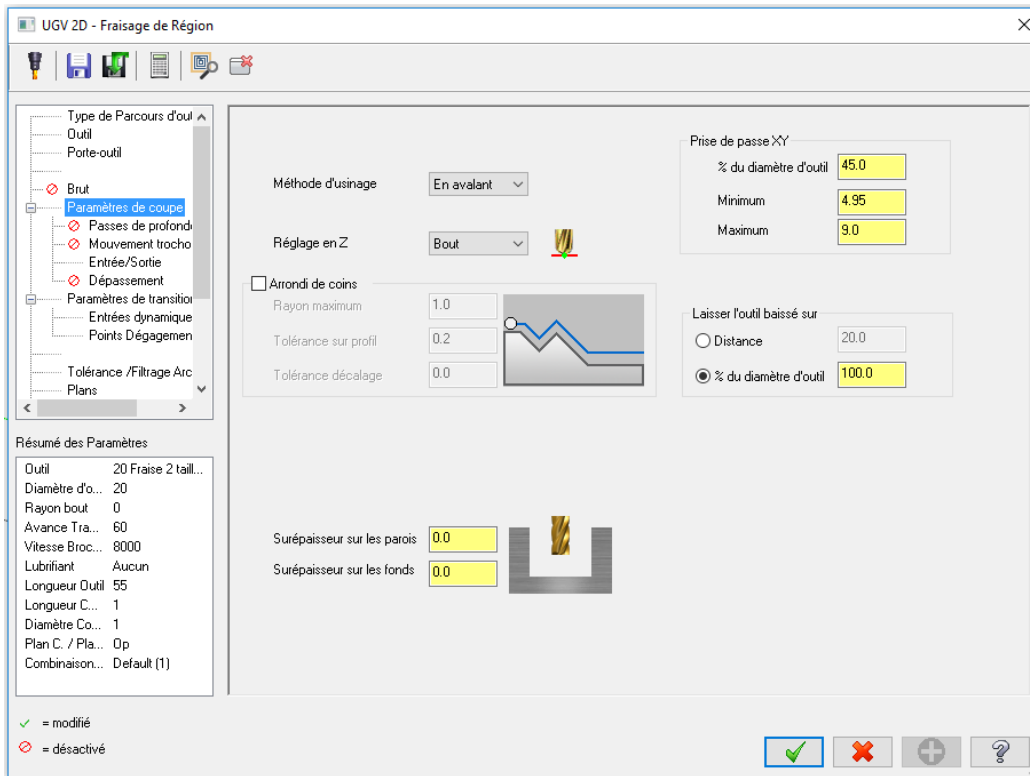 UGV 2D - Fraisage de Région
Type de Parcours d'outi
Outil
Porte-outil
Brut
Paramètres de coupe
Passes de profonde
Mouvement trocho
Entrée/Sortie
Dépassement
Paramètres de transition
Entrées dynamique
Points Dégagemen
Tolérance /Filtrage Arc
Plans
Résumé des Paramètres
Outil 20 Fraise 2 taill...
Diamètre d'o... 20
Rayon bout 0
Avance Tra... 60
Vitesse Broc... 8000
Lubrifiant Aucun
Longueur Outil 55
Longueur C... 1
Diamètre Co... 1
Plan C. / Pla... Op
Combinaison... Default (1)
= modifié
= désactivé
Méthode d'usinage En avalant
Réglage en Z Bout
Arrondi de coins
Rayon maximum 1.0
Tolérance sur profil 0.2
Tolérance décalage 0.0
Surépaisseur sur les parois 0.0
Surépaisseur sur les fonds 0.0
Prise de passe XY
% du diamètre d'outil 45.0
Minimum 4.95
Maximum 9.0
Laisser l'outil baissé sur
Distance 20.0
% du diamètre d'outil 100.0